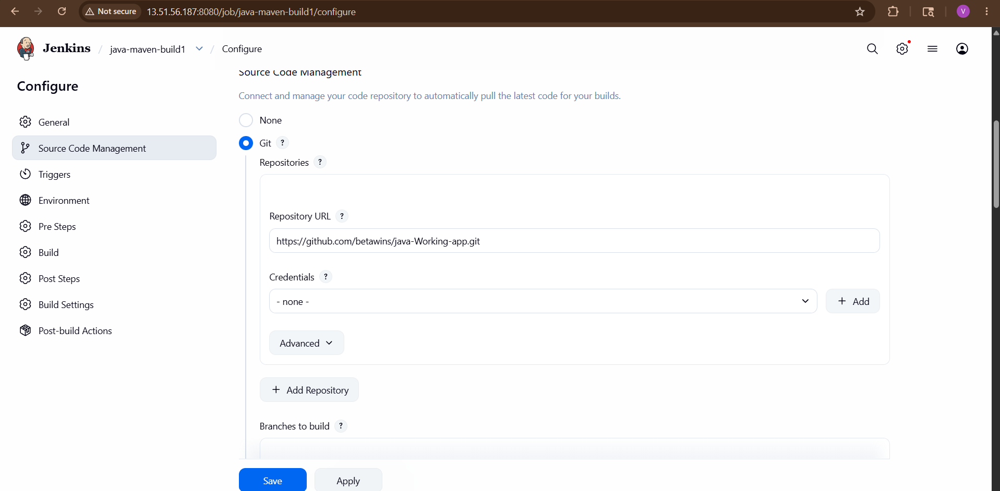 Not secure 13.51.56.187:8080/job/java-maven-build1/configure V
Jenkins / java-maven-build1 / Configure
Configure
General
Source Code Management
Triggers
Environment
Pre Steps
Build
Post Steps
Build Settings
Post-build Actions
Source Code Management
Connect and manage your code repository to automatically pull the latest code for your builds.
None
Git ?
Repositories ?
Repository URL ?
https://github.com/betawins/java-Working-app.git
Credentials ?
- none -
+ Add
Advanced
+ Add Repository
Branches to build ?
Save Apply